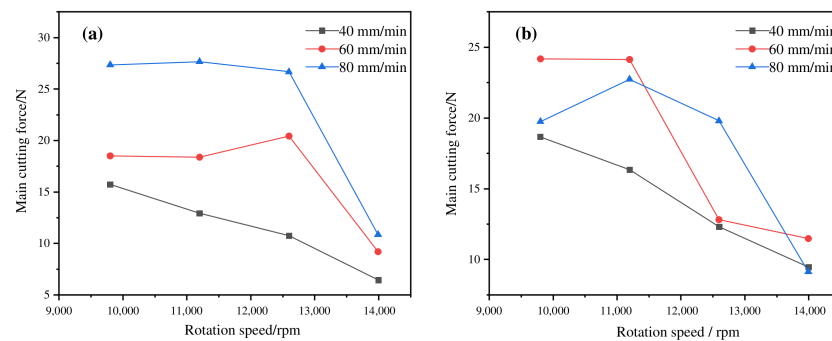 (a)
40 mm/min
60 mm/min
80 mm/min
Main cutting force/N
30
25
20
15
10
5
9,000 10,000 11,000 12,000 13,000 14,000
Rotation speed/rpm
(b)
40 mm/min
60 mm/min
80 mm/min
Main cutting force/N
25
20
15
10
9,000 10,000 11,000 12,000 13,000 14,000
Rotation speed / rpm